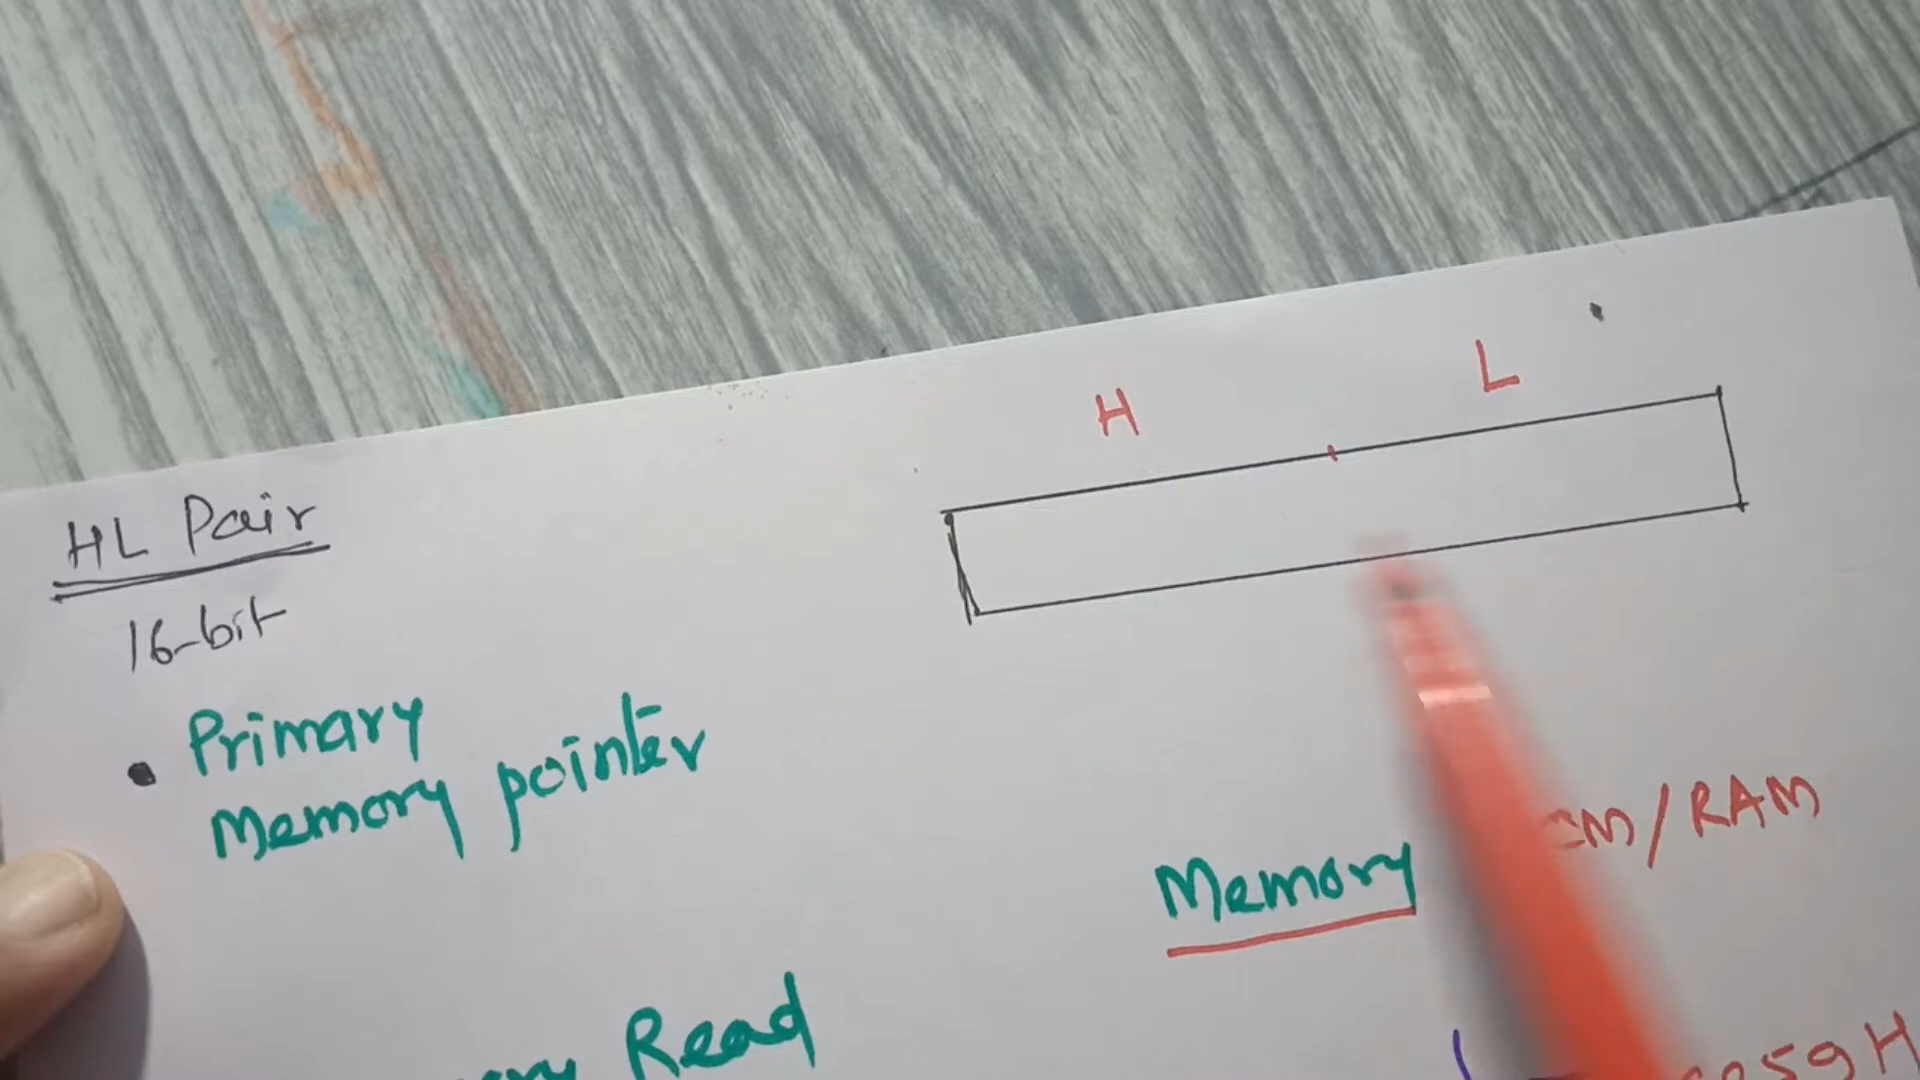 H L
HL Pair
16-bit
• Primary
Memory pointer
Memory /RAM
Read